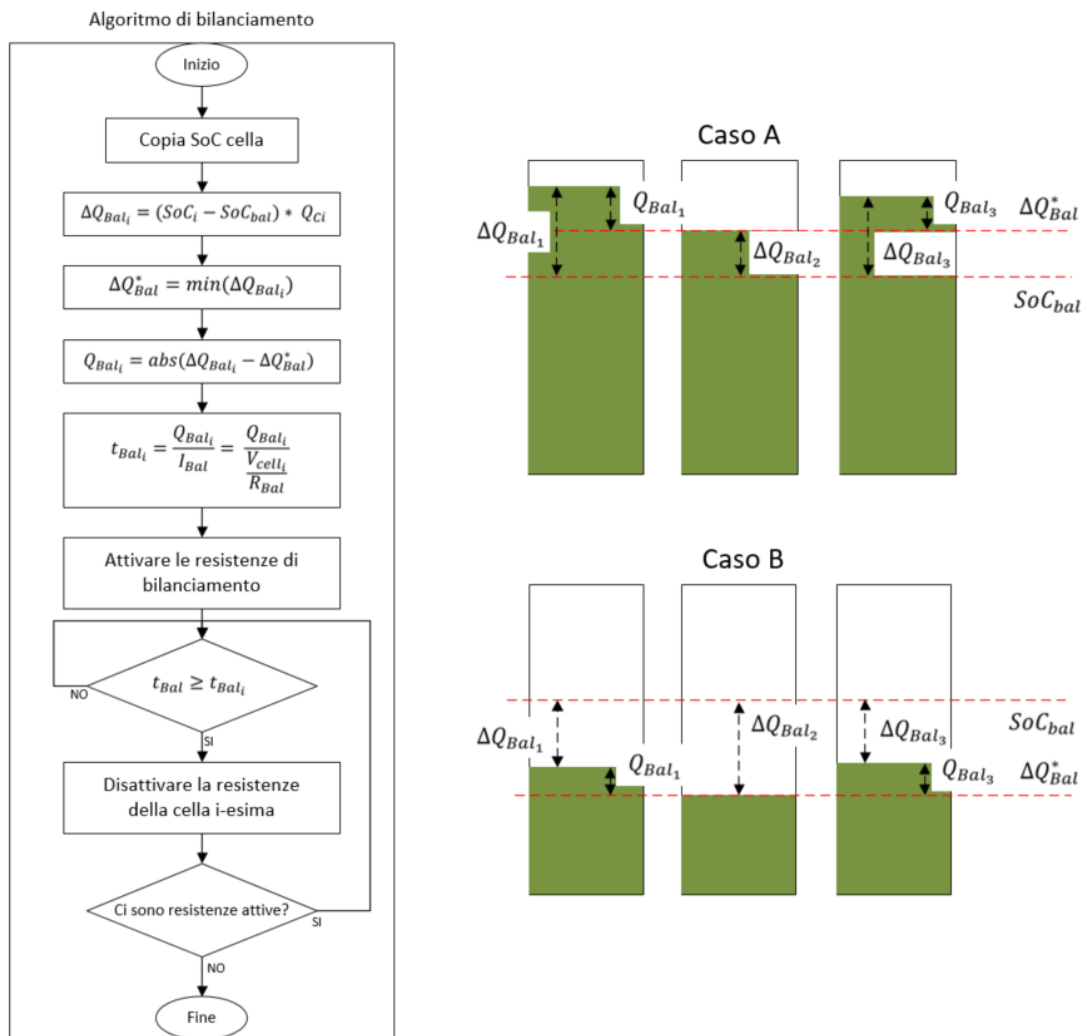 Algoritmo di bilanciamento
Inizio
Copia SoC cella
ΔQ_{Bal_i} = (SoC_i − SoC_{bal}) * Q_{Ci}
ΔQ*_{Bal} = min(ΔQ_{Bal_i})
Q_{Bal_i} = abs(ΔQ_{Bal_i} − ΔQ*_{Bal})
t_{Bal_i} = \frac{Q_{Bal_i}}{I_{Bal}} = \frac{Q_{Bal_i}}{\frac{V_{cell_i}}{R_{Bal}}}
Attivare le resistenze di
bilanciamento
t_{Bal} ≥ t_{Bal_i}
NO
SI
Disattivare la resistenze
della cella i-esima
Ci sono resistenze attive?
SI
NO
Fine
Caso A
Q_{Bal_1}
Q_{Bal_3}
ΔQ*_{Bal}
ΔQ_{Bal_1}
ΔQ_{Bal_2}
ΔQ_{Bal_3}
SoC_{bal}
Caso B
ΔQ_{Bal_1}
ΔQ_{Bal_2}
ΔQ_{Bal_3}
SoC_{bal}
Q_{Bal_1}
Q_{Bal_3}
ΔQ*_{Bal}